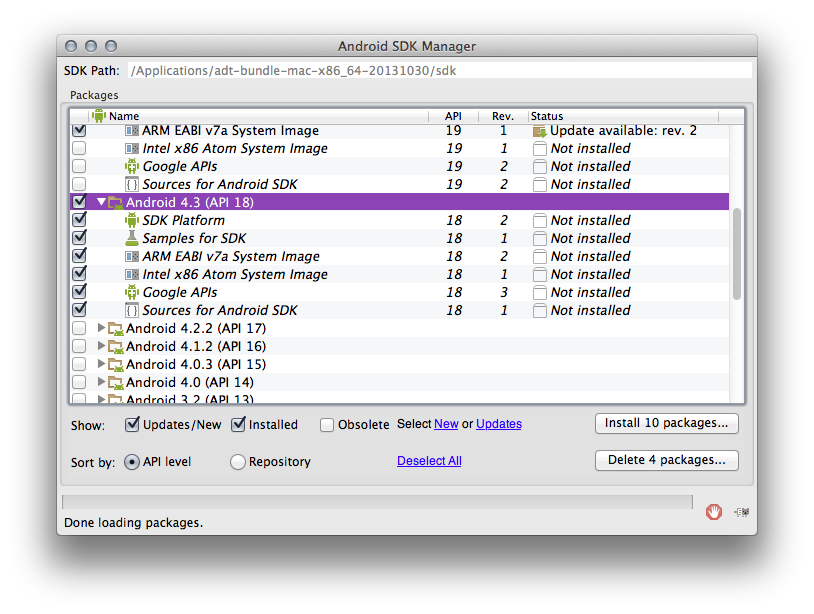 Android SDK Manager
SDK Path: /Applications/adt-bundle-mac-x86_64-20131030/sdk
Packages
Name API Rev. Status
ARM EABI v7a System Image 19 1 Update available: rev. 2
Intel x86 Atom System Image 19 1 Not installed
Google APIs 19 2 Not installed
Sources for Android SDK 19 2 Not installed
Android 4.3 (API 18)
SDK Platform 18 2 Not installed
Samples for SDK 18 1 Not installed
ARM EABI v7a System Image 18 2 Not installed
Intel x86 Atom System Image 18 1 Not installed
Google APIs 18 3 Not installed
Sources for Android SDK 18 1 Not installed
Android 4.2.2 (API 17)
Android 4.1.2 (API 16)
Android 4.0.3 (API 15)
Android 4.0 (API 14)
Android 3.2 (API 13)
Show: Updates/New Installed Obsolete Select New or Updates Install 10 packages...
Sort by: API level Repository Deselect All Delete 4 packages...
Done loading packages.